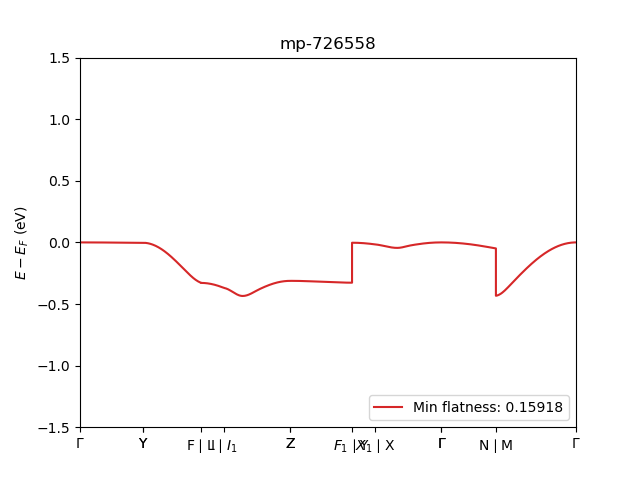 mp-726558
1.5
1.0
0.5
0.0
−0.5
−1.0
−1.5
E − E_F (eV)
Min flatness: 0.15918
Γ Y F | L | I₁ Z F₁ | Y₁ | X Γ N | M Γ